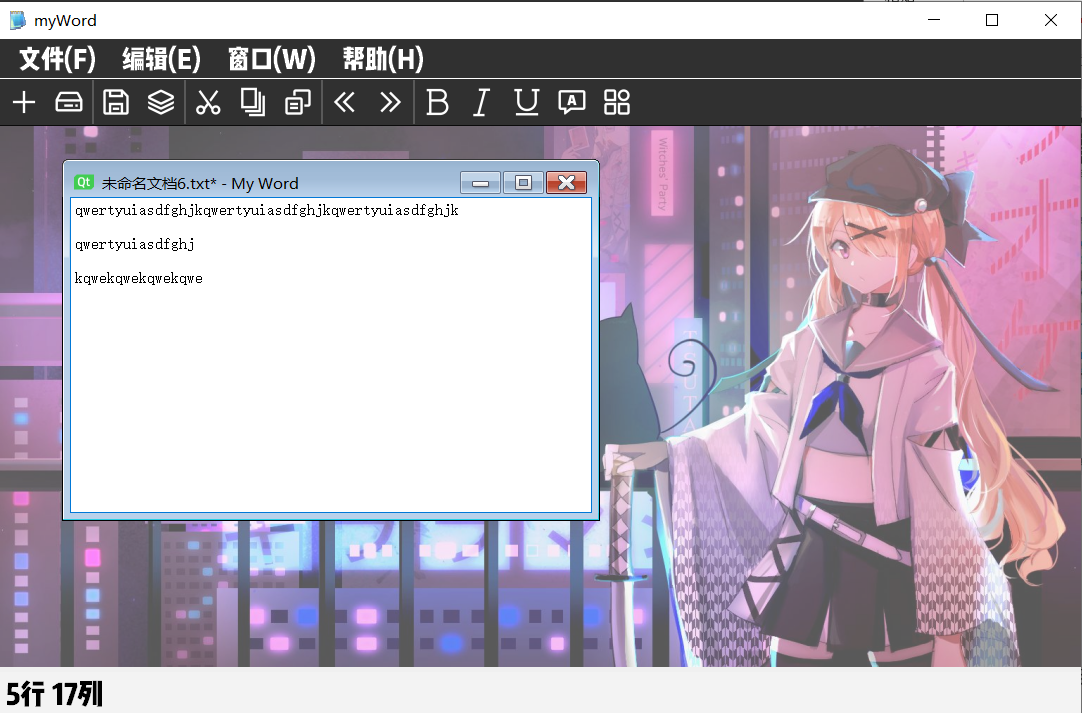 myWord
文件(F) 编辑(E) 窗口(W) 帮助(H)
B I U A
Qt 未命名文档6.txt* - My Word
qwertyuiasdfghjkqwertyuiasdfghjkqwertyuiasdfghjk
qwertyuiasdfghj
kqwekqwekqwekqwe
Witches' Party
5行 17列